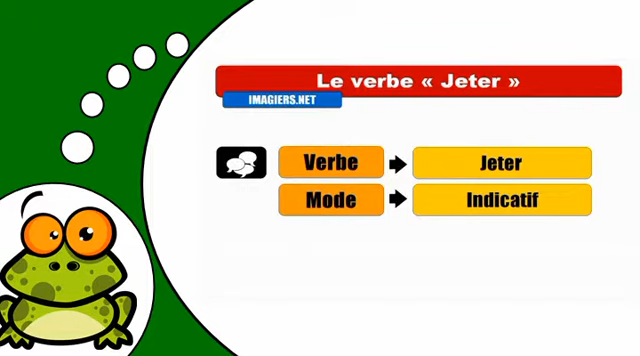 Le verbe « Jeter »
IMAGIERS.NET
Verbe Jeter
Mode Indicatif